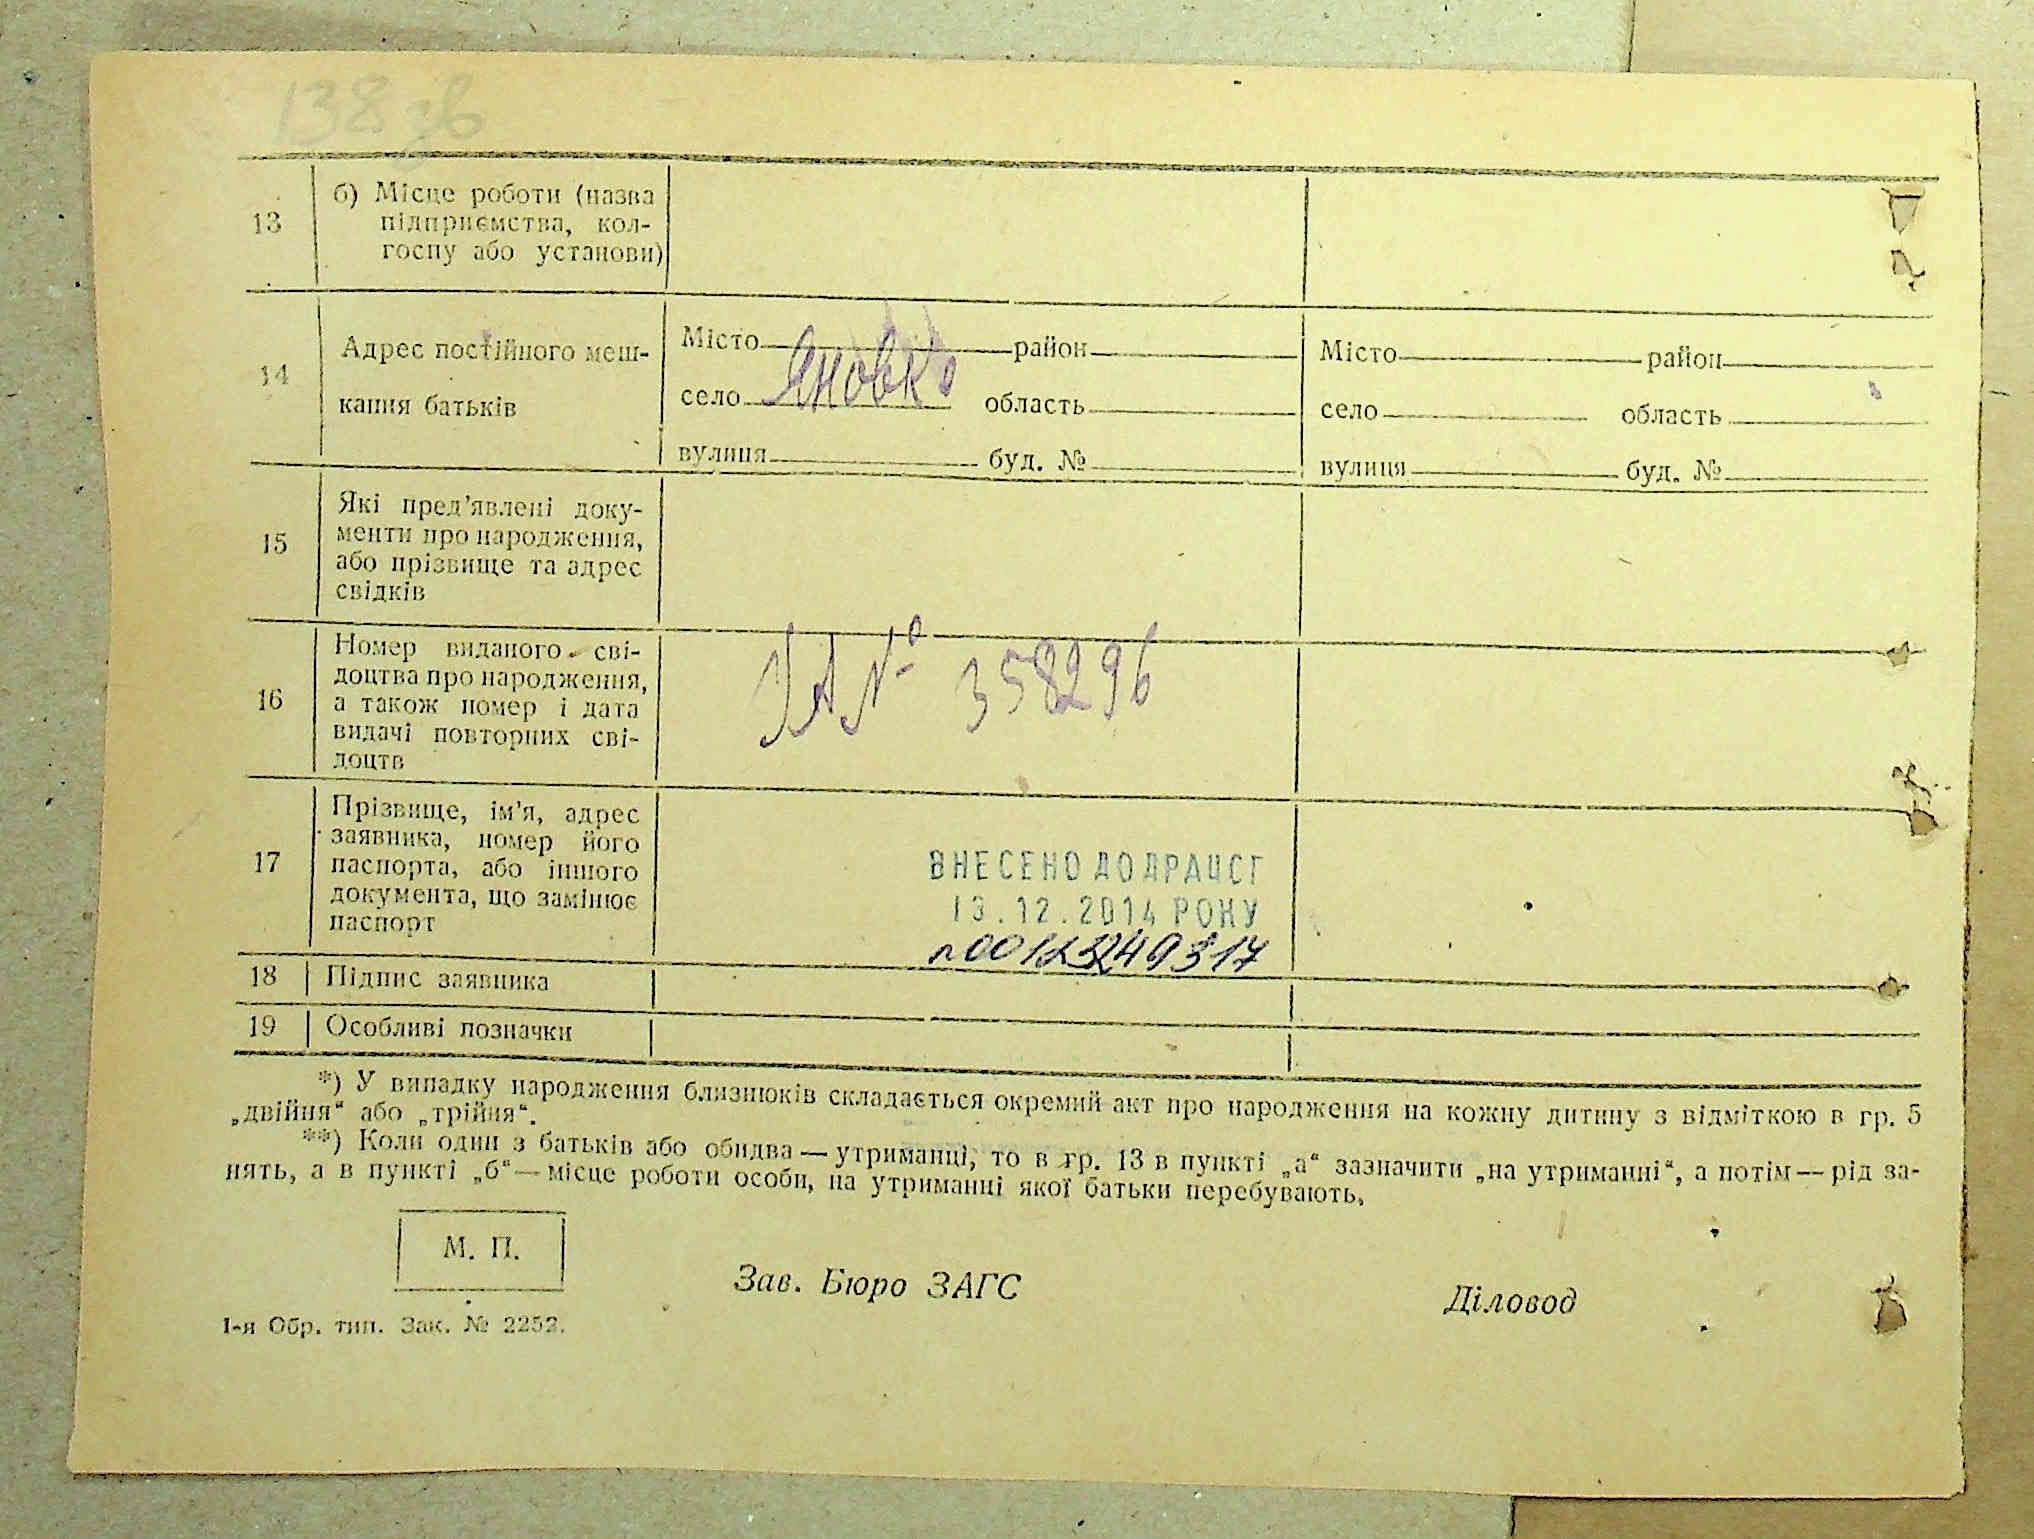 138 зв
13
б) Місце роботи (назва
підприємства, кол-
госпу або установи)
14
Адрес постійного меш-
кання батьків
Місто район
село Яновка область
вулиця буд. №
Місто район
село область
вулиця буд. №
15
Які пред’явлені доку-
менти про народження,
або прізвище та адрес
свідків
16
Номер виданого сві-
доцтва про народження,
а також номер і дата
видачі повторних сві-
доцтв
УА № 358296
17
Прізвище, ім’я, адрес
заявника, номер його
паспорта, або іншого
документа, що замінює
паспорт
ВНЕСЕНО ДО ДРАЦСГ
13.12.2014 РОКУ
18 Підпис заявника
19 Особливі позначки
*) У випадку народження близнюків складається окремий акт про народження на кожну дитину з відміткою в гр. 5
„двійня“ або „трійня“.
**) Коли один з батьків або обидва — утриманці, то в гр. 13 в пункті „а“ зазначити „на утриманні“, а потім — рід за-
нять, а в пункті „б“ — місце роботи особи, на утриманні якої батьки перебувають,
М. П.
Зав. Бюро ЗАГС
Діловод
1-я Обр. тип. Зак. № 2252.